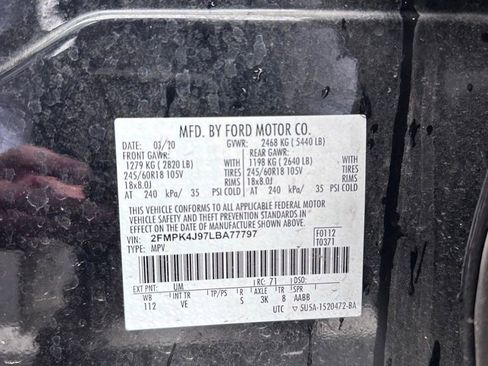 MFD. BY FORD MOTOR CO.
DATE: 03/20 GVWR: 2468 KG ( 5440 LB)
FRONT GAWR: REAR GAWR:
1279 KG ( 2820 LB) WITH 1198 KG ( 2640 LB) WITH
245/60R18 105V TIRES 245/60R18 105V TIRES
18x8.0J RIMS 18x8.0J RIMS
AT 240 kPa/ 35 PSI COLD AT 240 kPa/ 35 PSI COLD
THIS VEHICLE CONFORMS TO ALL APPLICABLE FEDERAL MOTOR
VEHICLE SAFETY AND THEFT PREVENTION STANDARDS IN EFFECT
ON THE DATE OF MANUFACTURE SHOWN ABOVE.
VIN: 2FMPK4J97LBA77797 F0112
TYPE: MPV T0371
EXT PNT: UM RC: 71 DSO:
WB INT TR TP/PS R AXLE TR SPR
112 VE S 3K 8 AABB
UTC 5U5A-1520472-BA